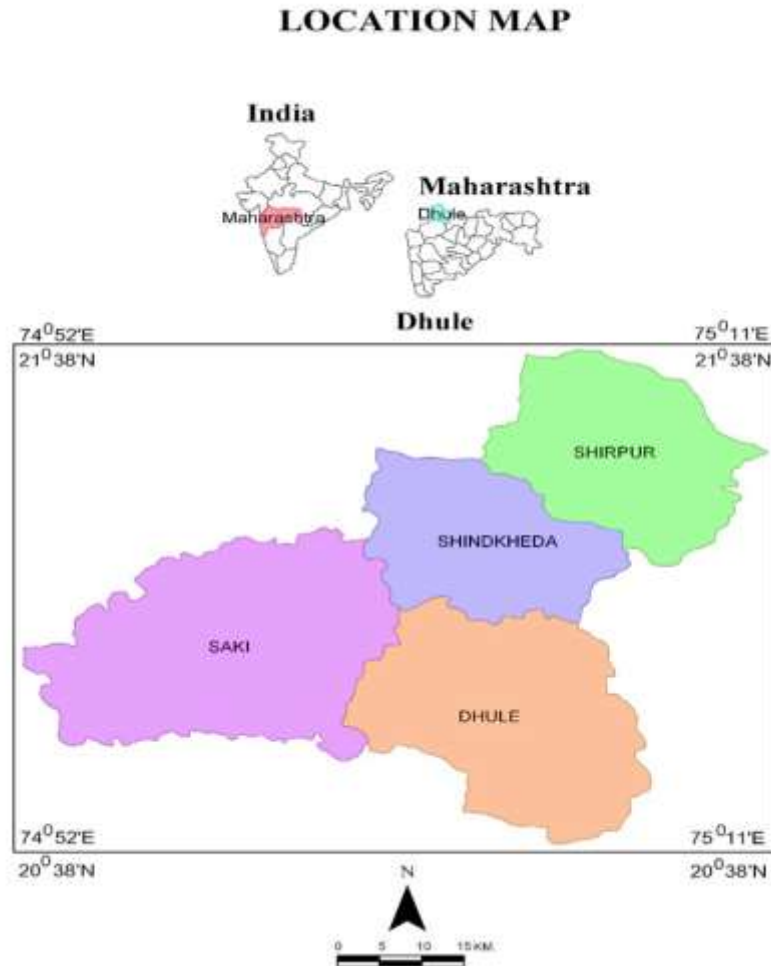 LOCATION MAP
India
Maharashtra
Maharashtra
Dhule
Dhule
74⁰52'E 75⁰11'E
21⁰38'N 21⁰38'N
SHIRPUR
SHINDKHEDA
SAKI
DHULE
74⁰52'E 75⁰11'E
20⁰38'N 20⁰38'N
N
0 5 10 15 KM.